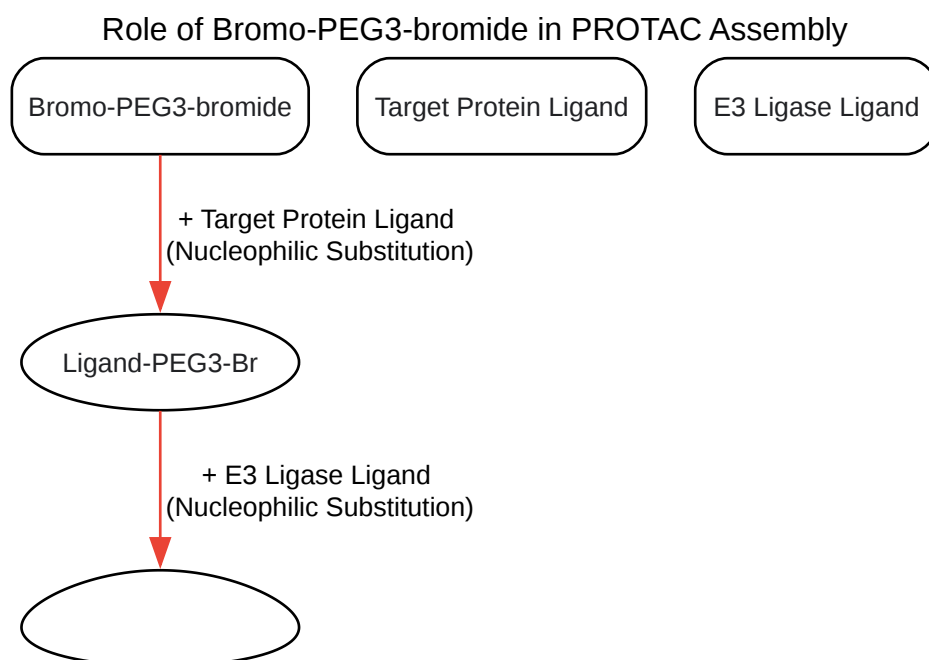 Role of Bromo-PEG3-bromide in PROTAC Assembly
Bromo-PEG3-bromide
Target Protein Ligand
E3 Ligase Ligand
+ Target Protein Ligand
(Nucleophilic Substitution)
Ligand-PEG3-Br
+ E3 Ligase Ligand
(Nucleophilic Substitution)